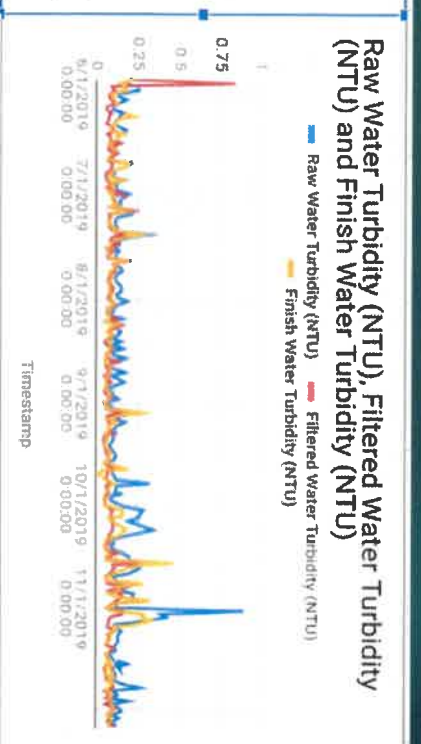 Raw Water Turbidity (NTU), Filtered Water Turbidity
(NTU) and Finish Water Turbidity (NTU)
Raw Water Turbidity (NTU) Filtered Water Turbidity (NTU)
Finish Water Turbidity (NTU)
1
0.75
0.5
0.25
0
6/1/2019 7/1/2019 8/1/2019 9/1/2019 10/1/2019 11/1/2019
0:00:00 0:00:00 0:00:00 0:00:00 0:00:00 0:00:00
Timestamp